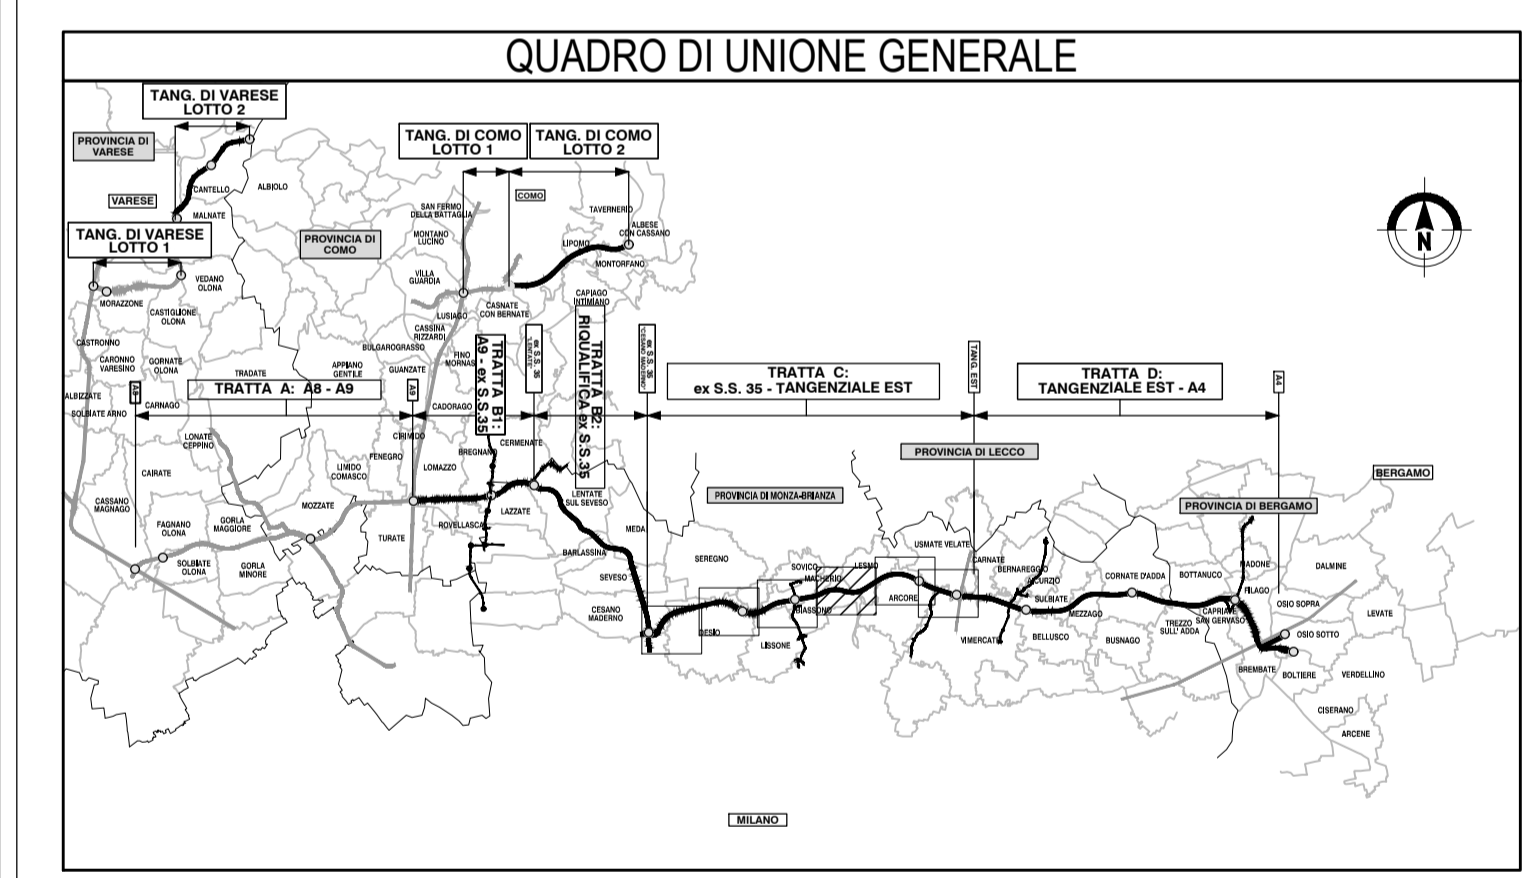 QUADRO DI UNIONE GENERALE
TANG. DI VARESE
LOTTO 2
PROVINCIA DI
VARESE
VARESE
CANTELLO
ALBIOLO
MALNATE
TANG. DI VARESE
LOTTO 1
PROVINCIA DI
COMO
TANG. DI COMO
LOTTO 1
TANG. DI COMO
LOTTO 2
COMO
SAN FERMO
DELLA BATTAGLIA
MONTANO
LUCINO
VILLA
GUARDIA
TAVERNERIO
ALBESE
CON CASSANO
LIPOMO
MONTORFANO
CAPIAGO
INTIMIANO
CASNATE
CON BERNATE
LUSIAGO
CASSINA
RIZZARDI
BULGAROGRASSO
FINO
MORNAS
GUANZATE
APPIANO
GENTILE
VEDANO
OLONA
MORAZZONE
CASTIGLIONE
OLONA
CASTRONNO
CARONNO
VARESINO
GORNATE
OLONA
TRADATE
ALBIZZATE
SOLBIATE ARNO
CARNAGO
A8
TRATTA A: A8 - A9
A9
CADORAGO
TRATTA B1:
A9 - ex S.S.35
ex S.S. 35
"LENTATE"
TRATTA B2:
RIQUALIFICA ex S.S.35
ex S.S. 35
"CESANO MADERNO"
TRATTA C:
ex S.S. 35 - TANGENZIALE EST
TANG. EST
TRATTA D:
TANGENZIALE EST - A4
A4
LONATE
CEPPINO
CAIRATE
CASSANO
MAGNAGO
FAGNANO
OLONA
GORLA
MAGGIORE
SOLBIATE
OLONA
GORLA
MINORE
MOZZATE
LIMIDO
COMASCO
FENEGRO
CIRIMIDO
LOMAZZO
BREGNANO
CERMENATE
TURATE
ROVELLASCA
LAZZATE
LENTATE
SUL SEVESO
MEDA
BARLASSINA
SEVESO
CESANO
MADERNO
SEREGNO
DESIO
LISSONE
PROVINCIA DI MONZA-BRIANZA
SOVICO
MACHERIO
BIASSONO
LESMO
ARCORE
USMATE VELATE
PROVINCIA DI LECCO
CARNATE
BERNAREGGIO
AICURZIO
SULBIATE
VIMERCATE
BELLUSCO
MEZZAGO
CORNATE D'ADDA
BUSNAGO
TREZZO
SULL' ADDA
BOTTANUCO
PROVINCIA DI BERGAMO
BERGAMO
MADONE
FILAGO
CAPRIATE
SAN GERVASO
DALMINE
OSIO SOPRA
LEVATE
OSIO SOTTO
BREMBATE
BOLTIERE
VERDELLINO
CISERANO
ARCENE
MILANO
N